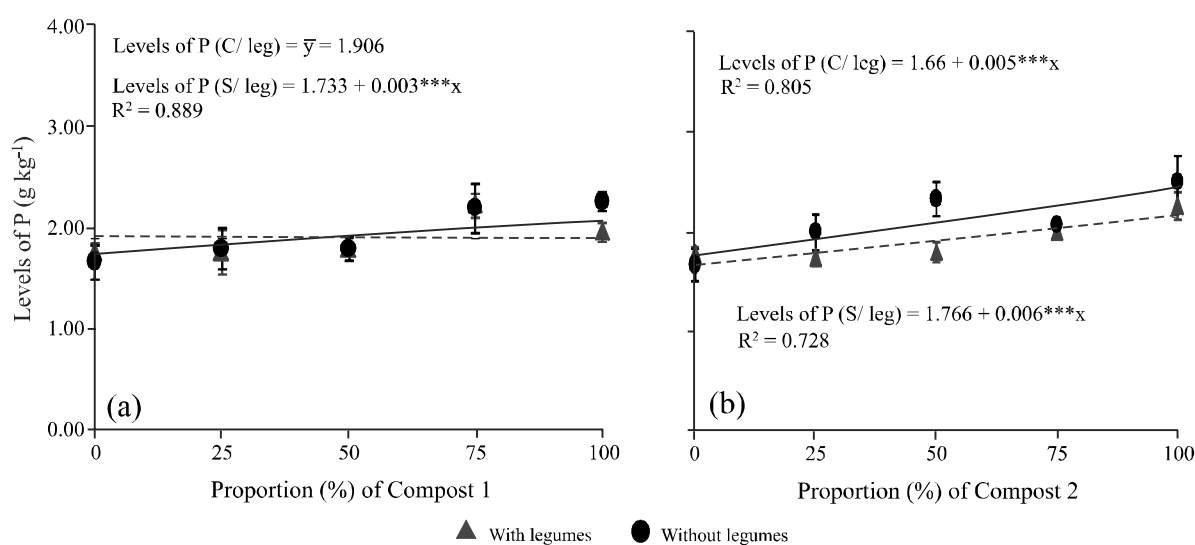 4.00
3.00
2.00
1.00
0.00
Levels of P (g kg⁻¹)
Levels of P (C/ leg) = y̅ = 1.906
Levels of P (S/ leg) = 1.733 + 0.003***x
R² = 0.889
(a)
0 25 50 75 100
Proportion (%) of Compost 1
Levels of P (C/ leg) = 1.66 + 0.005***x
R² = 0.805
Levels of P (S/ leg) = 1.766 + 0.006***x
R² = 0.728
(b)
0 25 50 75 100
Proportion (%) of Compost 2
With legumes Without legumes